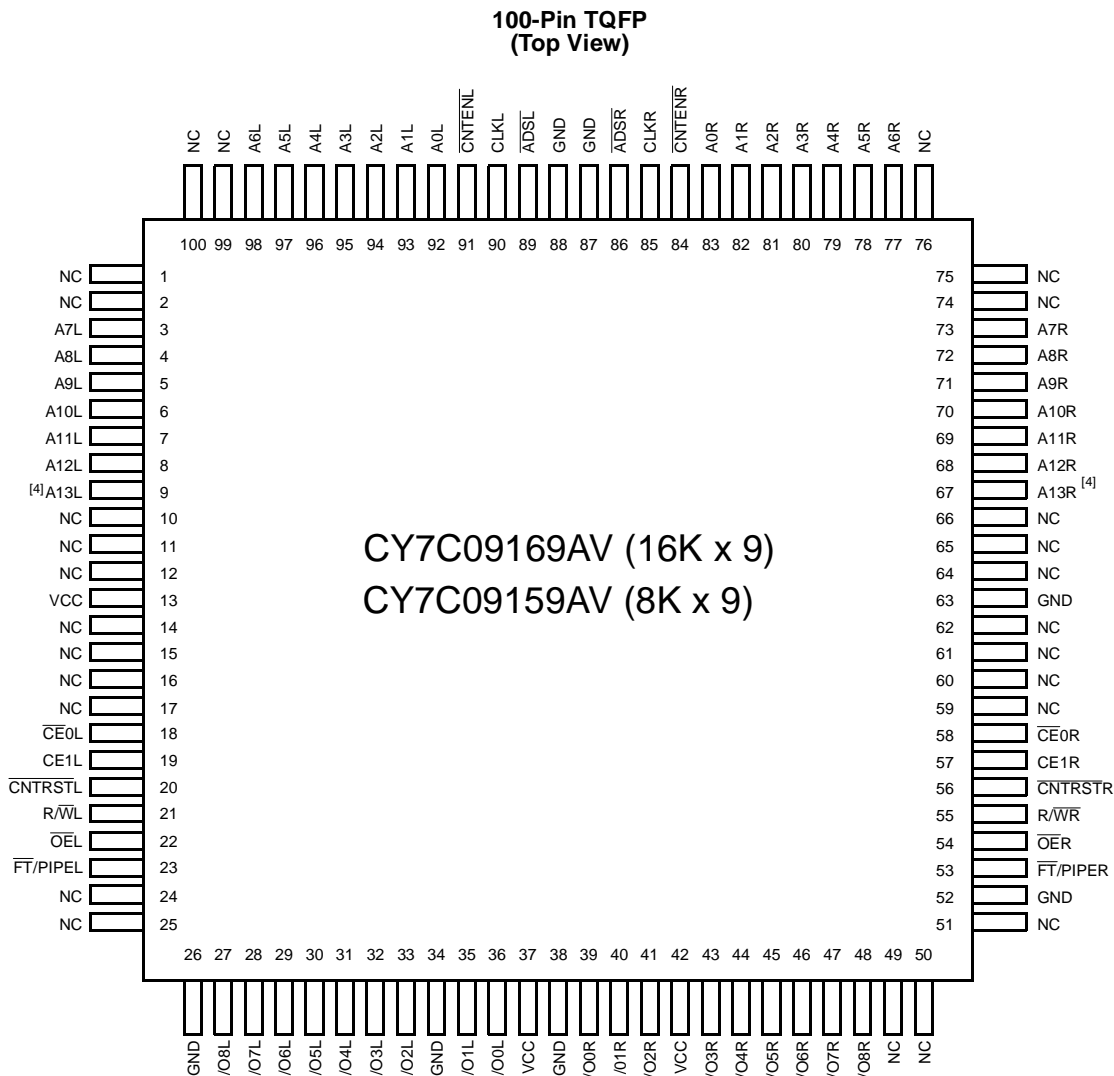 100-Pin TQFP
(Top View)
NC NC A6L A5L A4L A3L A2L A1L A0L CNTENL CLKL ADSL GND GND ADSR CLKR CNTENR A0R A1R A2R A3R A4R A5R A6R NC
100 99 98 97 96 95 94 93 92 91 90 89 88 87 86 85 84 83 82 81 80 79 78 77 76
NC 1 75 NC
NC 2 74 NC
A7L 3 73 A7R
A8L 4 72 A8R
A9L 5 71 A9R
A10L 6 70 A10R
A11L 7 69 A11R
A12L 8 68 A12R
[4]A13L 9 67 A13R [4]
NC 10 66 NC
NC 11 65 NC
CY7C09169AV (16K x 9)
NC 12 64 NC
VCC 13 63 GND
CY7C09159AV (8K x 9)
NC 14 62 NC
NC 15 61 NC
NC 16 60 NC
NC 17 59 NC
CE0L 18 58 CE0R
CE1L 19 57 CE1R
CNTRSTL 20 56 CNTRSTR
R/WL 21 55 R/WR
OEL 22 54 OER
FT/PIPEL 23 53 FT/PIPER
NC 24 52 GND
NC 25 51 NC
26 27 28 29 30 31 32 33 34 35 36 37 38 39 40 41 42 43 44 45 46 47 48 49 50
GND /O8L /O7L /O6L /O5L /O4L /O3L /O2L GND /O1L /O0L VCC GND /O0R /01R /O2R VCC /O3R /O4R /O5R /O6R /O7R /O8R NC NC